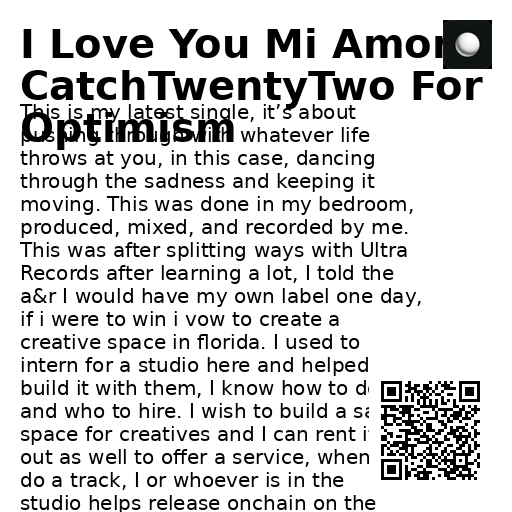 I Love You Mi Amor
CatchTwentyTwo For
Optimism
This is my latest single, it’s about
pushing through with whatever life
throws at you, in this case, dancing
through the sadness and keeping it
moving. This was done in my bedroom,
produced, mixed, and recorded by me.
This was after splitting ways with Ultra
Records after learning a lot, I told the
a&r I would have my own label one day,
if i were to win i vow to create a
creative space in florida. I used to
intern for a studio here and helped
build it with them, I know how to
and who to hire. I wish to build a
space for creatives and I can rent
out as well to offer a service, when
do a track, I or whoever is in the
studio helps release onchain on the